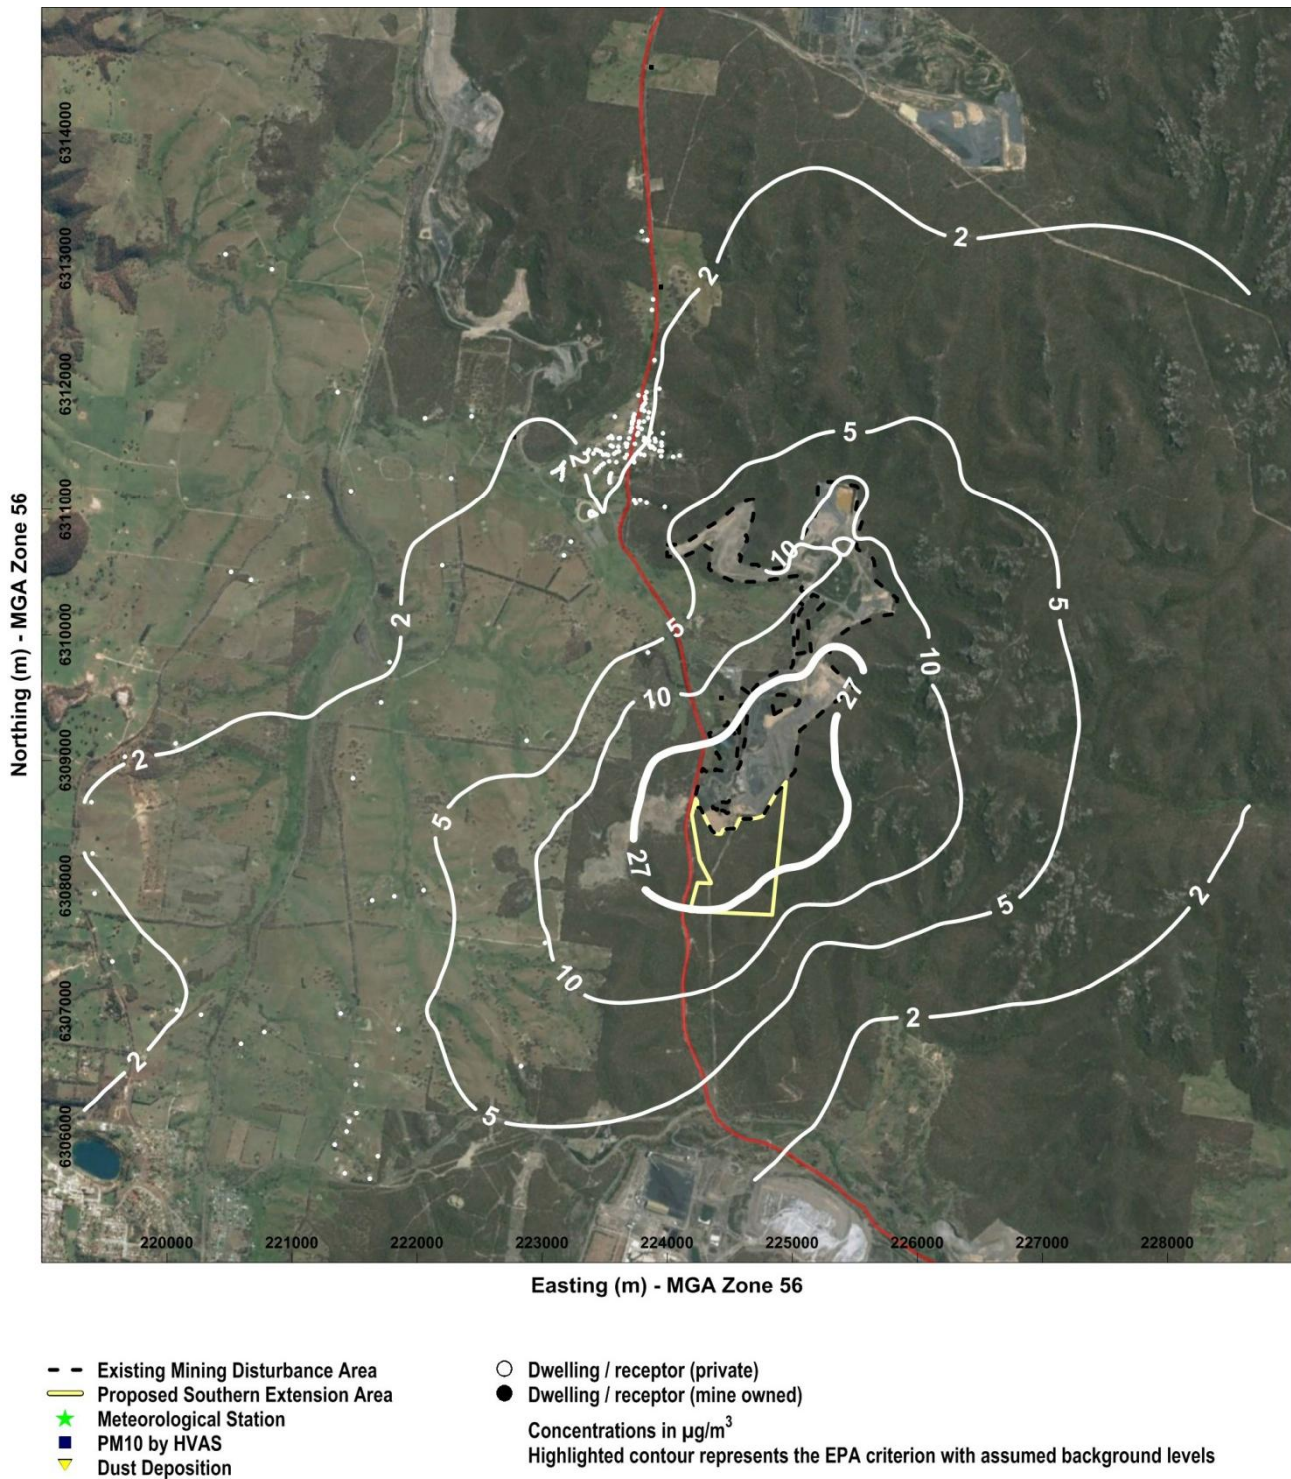 2
2
5
5
10
10
27
10
2
5
10
2
27
5
27
2
5
10
2
2
5
6314000
6313000
6312000
6311000
6310000
6309000
6308000
6307000
6306000
Northing (m) - MGA Zone 56
220000 221000 222000 223000 224000 225000 226000 227000 228000
Easting (m) - MGA Zone 56
Existing Mining Disturbance Area
Proposed Southern Extension Area
Meteorological Station
PM10 by HVAS
Dust Deposition
Dwelling / receptor (private)
Dwelling / receptor (mine owned)
Concentrations in µg/m³
Highlighted contour represents the EPA criterion with assumed background levels